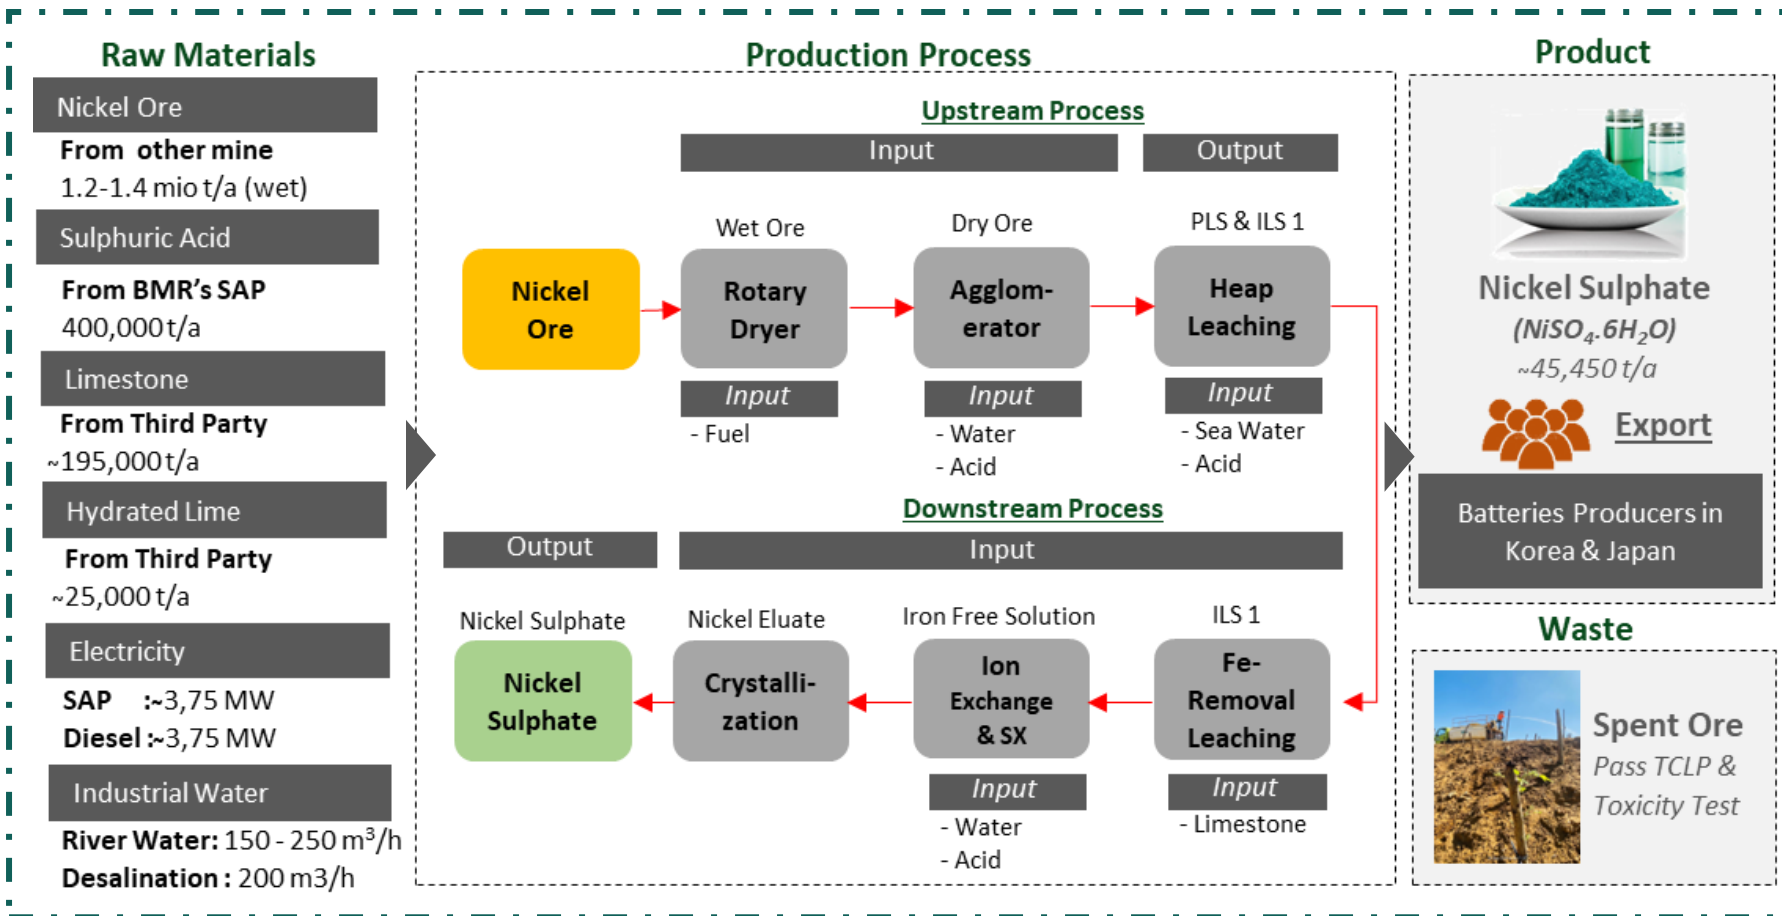 Raw Materials
Nickel Ore
From other mine
1.2-1.4 mio t/a (wet)
Sulphuric Acid
From BMR's SAP
400,000 t/a
Limestone
From Third Party
~195,000 t/a
Hydrated Lime
From Third Party
~25,000 t/a
Electricity
SAP :~3,75 MW
Diesel :~3,75 MW
Industrial Water
River Water: 150 - 250 m³/h
Desalination : 200 m3/h
Production Process
Upstream Process
Input
Output
Wet Ore
Dry Ore
PLS & ILS 1
Nickel
Ore
Rotary
Dryer
Agglom-
erator
Heap
Leaching
Input
- Fuel
Input
- Water
- Acid
Input
- Sea Water
- Acid
Downstream Process
Output
Input
Nickel Sulphate
Nickel Eluate
Iron Free Solution
ILS 1
Nickel
Sulphate
Crystalli-
zation
Ion
Exchange
& SX
Fe-
Removal
Leaching
Input
- Water
- Acid
Input
- Limestone
Product
Nickel Sulphate
(NiSO₄.6H₂O)
~45,450 t/a
Export
Batteries Producers in
Korea & Japan
Waste
Spent Ore
Pass TCLP &
Toxicity Test